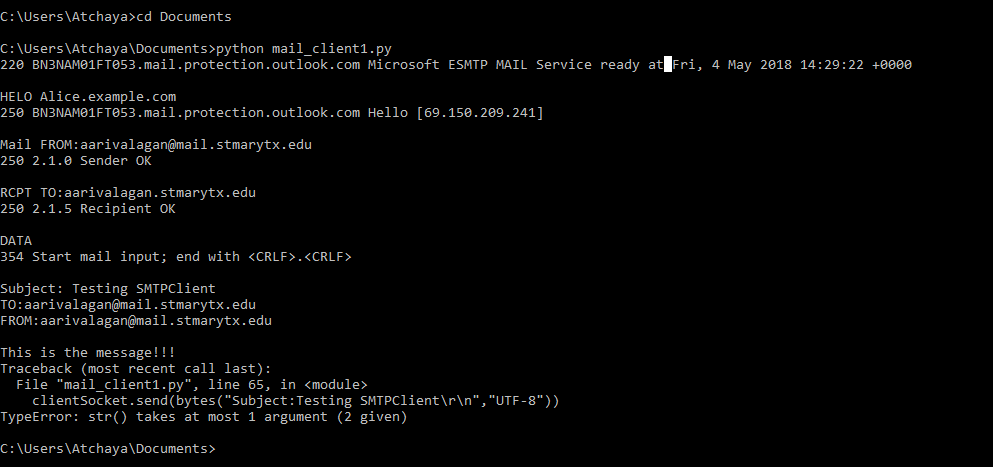 C:\Users\Atchaya>cd Documents
C:\Users\Atchaya\Documents>python mail_client1.py
220 BN3NAM01FT053.mail.protection.outlook.com Microsoft ESMTP MAIL Service ready at Fri, 4 May 2018 14:29:22 +0000
HELO Alice.example.com
250 BN3NAM01FT053.mail.protection.outlook.com Hello [69.150.209.241]
Mail FROM:aarivalagan@mail.stmarytx.edu
250 2.1.0 Sender OK
RCPT TO:aarivalagan.stmarytx.edu
250 2.1.5 Recipient OK
DATA
354 Start mail input; end with <CRLF>.<CRLF>
Subject: Testing SMTPClient
TO:aarivalagan@mail.stmarytx.edu
FROM:aarivalagan@mail.stmarytx.edu
This is the message!!!
Traceback (most recent call last):
  File "mail_client1.py", line 65, in <module>
    clientSocket.send(bytes("Subject:Testing SMTPClient\r\n","UTF-8"))
TypeError: str() takes at most 1 argument (2 given)
C:\Users\Atchaya\Documents>